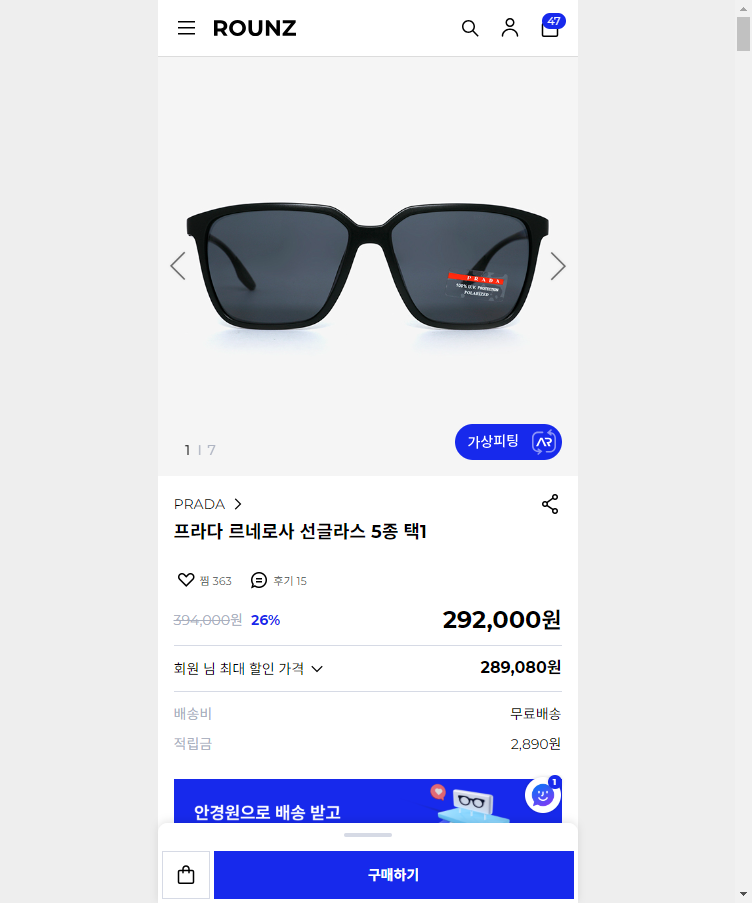 ROUNZ
47
PRADA
100% U.V. PROTECTION
POLARIZED
1 | 7
가상피팅 AR
PRADA
프라다 르네로사 선글라스 5종 택1
찜 363 후기 15
394,000원 26% 292,000원
회원 님 최대 할인 가격 289,080원
배송비 무료배송
적립금 2,890원
1
안경원으로 배송 받고
구매하기